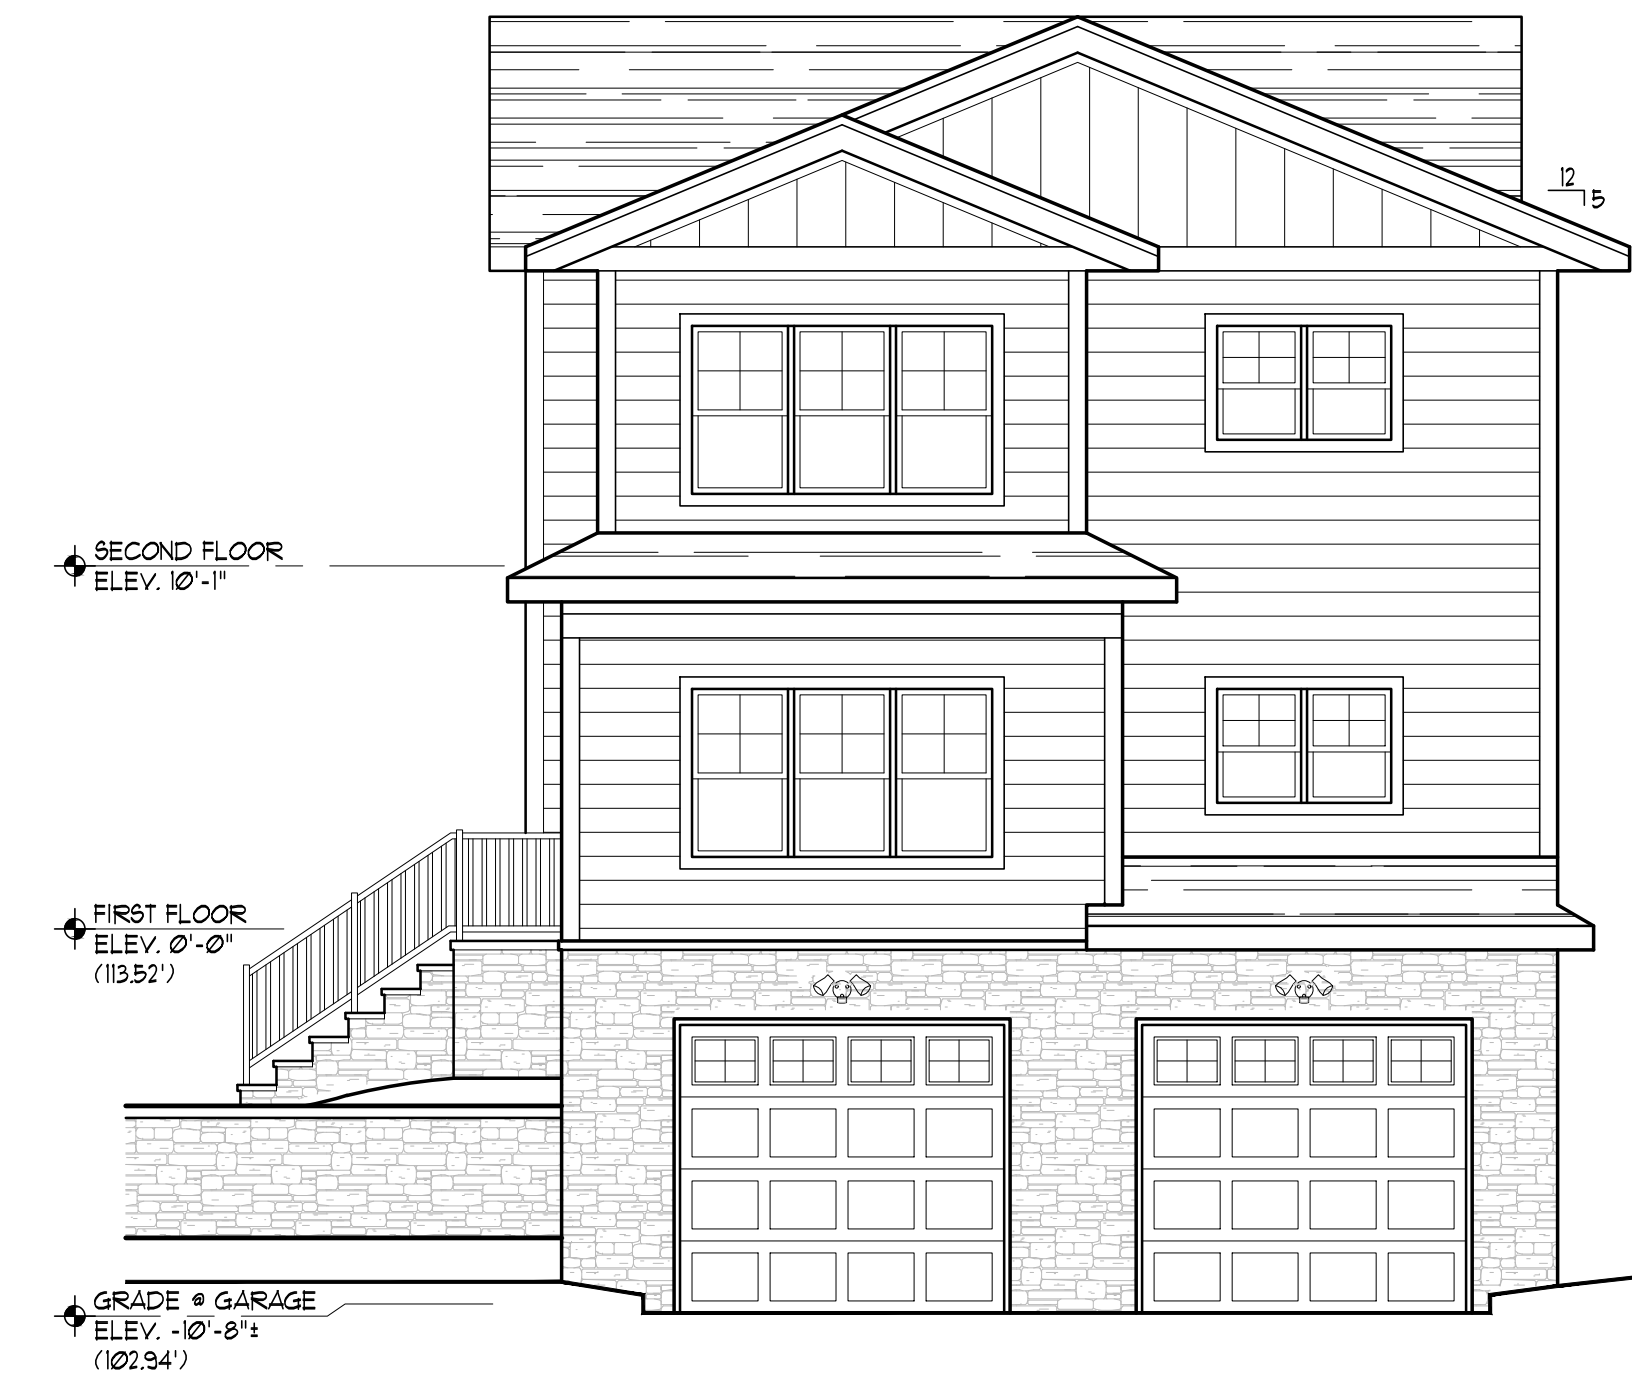 12
5
SECOND FLOOR
ELEV. 10'-1"
FIRST FLOOR
ELEV. 0'-0"
(113.52')
GRADE @ GARAGE
ELEV. -10'-8"±
(102.94')